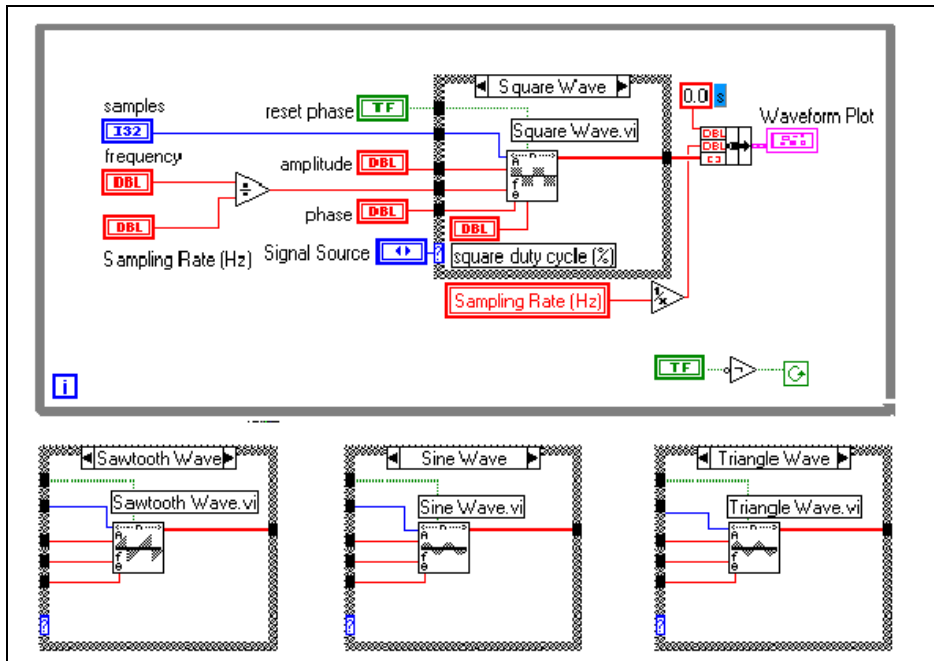 Square Wave
0.0 s
samples
reset phase TF
Waveform Plot
I32
Square Wave.vi
DBL
DBL
frequency
amplitude DBL
DBL
phase DBL
DBL
DBL
Sampling Rate (Hz)
Signal Source
?
square duty cycle (%)
Sampling Rate (Hz)
1/x
TF
i
Sawtooth Wave
Sine Wave
Triangle Wave
Sawtooth Wave.vi
Sine Wave.vi
Triangle Wave.vi
?
?
?